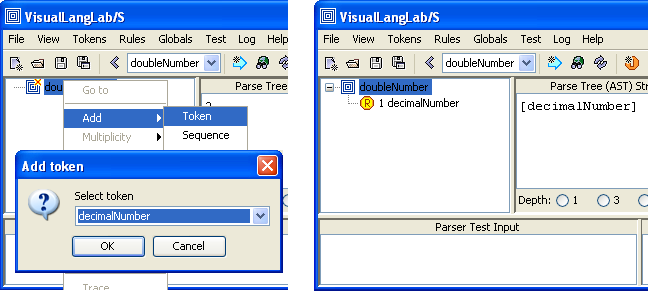 VisualLangLab/S
File View Tokens Rules Globals Test Log Help
doubleNumber
Parse Tree
Go to
Add
Token
Multiplicity
Sequence
Add token
Select token
decimalNumber
OK Cancel
Trace
VisualLangLab/S
File View Tokens Rules Globals Test Log Help
doubleNumber
doubleNumber
R 1 decimalNumber
Parse Tree (AST) Str
[decimalNumber]
Depth: 1 3
Parser Test Input